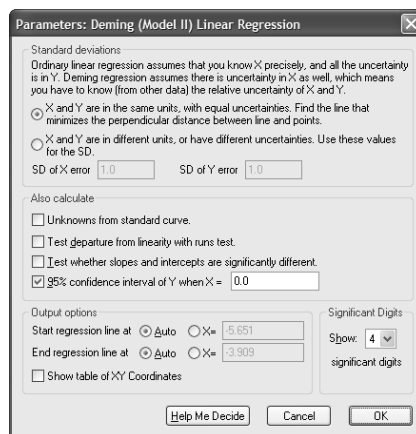 Parameters: Deming (Model II) Linear Regression
Standard deviations
Ordinary linear regression assumes that you know X precisely, and all the uncertainty
is in Y. Deming regression assumes there is uncertainty in X as well, which means
you have to know (from other data) the relative uncertainty of X and Y.
X and Y are in the same units, with equal uncertainties. Find the line that
minimizes the perpendicular distance between line and points.
X and Y are in different units, or have different uncertainties. Use these values
for the SD.
SD of X error 1.0 SD of Y error 1.0
Also calculate
Unknowns from standard curve.
Test departure from linearity with runs test.
Test whether slopes and intercepts are significantly different.
95% confidence interval of Y when X = 0.0
Output options
Start regression line at Auto X= -5.651
End regression line at Auto X= -3.909
Show table of XY Coordinates
Significant Digits
Show: 4
significant digits
Help Me Decide Cancel OK